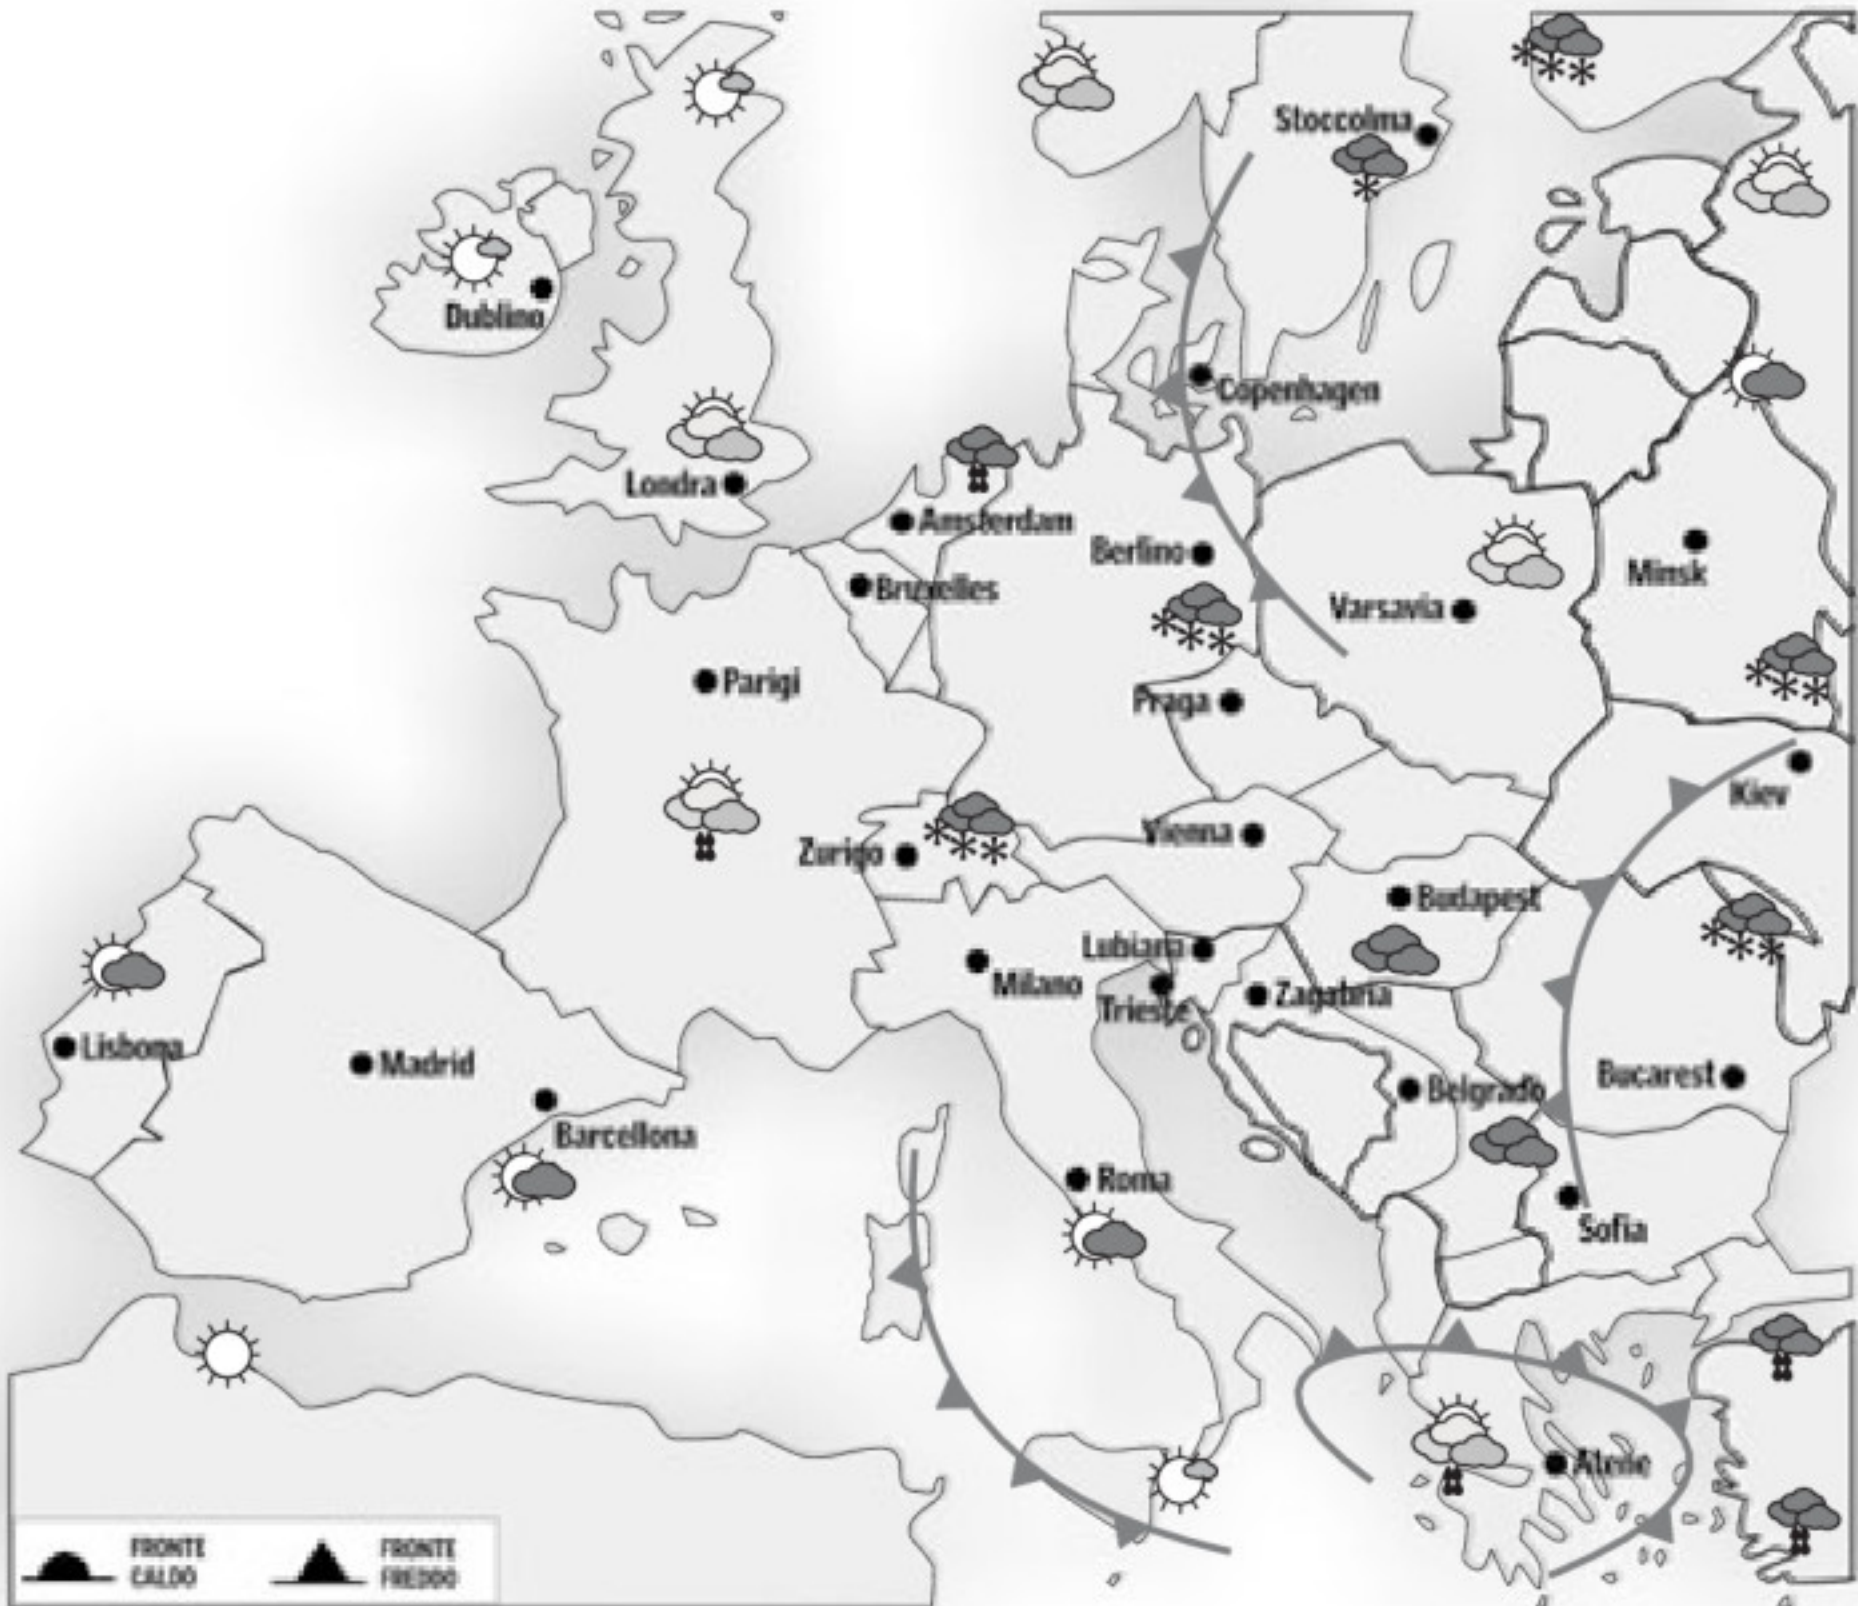 Stoccolma
Dublino
Copenhagen
Londra
Amsterdam
Berlino
Bruxelles
Minsk
Varsavia
Parigi
Praga
Kiev
Vienna
Zurigo
Budapest
Lubiana
Milano
Trieste
Zagabria
Lisbona
Madrid
Bucarest
Belgrado
Barcellona
Roma
Sofia
Atene
FRONTE
CALDO
FRONTE
FREDDO